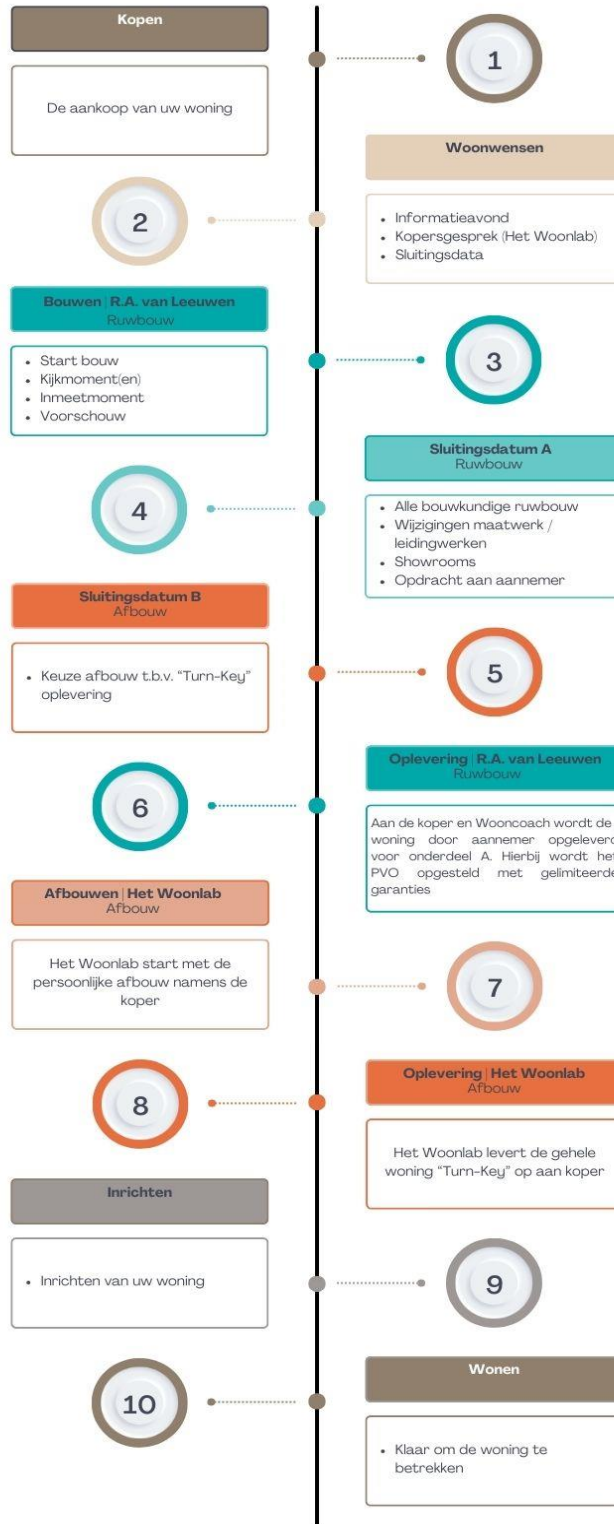 Kopen
1
De aankoop van uw woning
Woonwensen
2
• Informatieavond
• Kopersgesprek (Het Woonlab)
• Sluitingsdata
Bouwen | R.A. van Leeuwen
Ruwbouw
3
• Start bouw
• Kijkmoment(en)
• Inmeetmoment
• Voorschouw
Sluitingsdatum A
Ruwbouw
4
• Alle bouwkundige ruwbouw
• Wijzigingen maatwerk /
leidingwerken
• Showrooms
• Opdracht aan aannemer
Sluitingsdatum B
Afbouw
5
• Keuze afbouw t.b.v. “Turn-Key”
oplevering
Oplevering | R.A. van Leeuwen
Ruwbouw
6
Aan de koper en Wooncoach wordt de
woning door aannemer opgeleverd
voor onderdeel A. Hierbij wordt het
PVO opgesteld met gelimiteerde
garanties
Afbouwen | Het Woonlab
Afbouw
7
Het Woonlab start met de
persoonlijke afbouw namens de
koper
Oplevering | Het Woonlab
Afbouw
8
Het Woonlab levert de gehele
woning “Turn-Key” op aan koper
Inrichten
9
• Inrichten van uw woning
Wonen
10
• Klaar om de woning te
betrekken